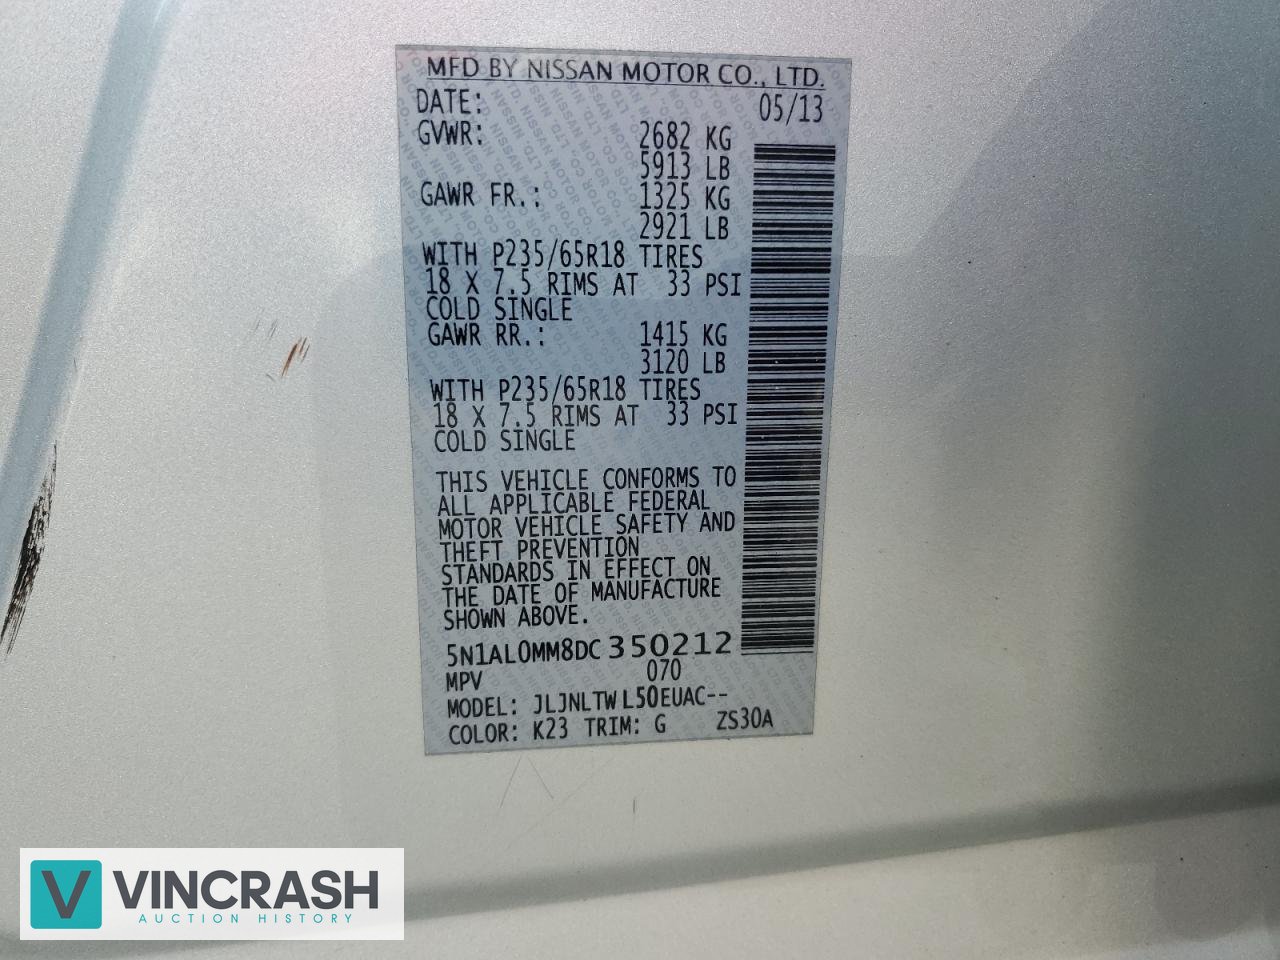 MFD BY NISSAN MOTOR CO., LTD.
DATE: 05/13
GVWR: 2682 KG
5913 LB
GAWR FR.: 1325 KG
2921 LB
WITH P235/65R18 TIRES
18 X 7.5 RIMS AT 33 PSI
COLD SINGLE
GAWR RR.: 1415 KG
3120 LB
WITH P235/65R18 TIRES
18 X 7.5 RIMS AT 33 PSI
COLD SINGLE
THIS VEHICLE CONFORMS TO
ALL APPLICABLE FEDERAL
MOTOR VEHICLE SAFETY AND
THEFT PREVENTION
STANDARDS IN EFFECT ON
THE DATE OF MANUFACTURE
SHOWN ABOVE.
5N1AL0MM8DC350212
MPV 070
MODEL: JLJNLTWL50EUAC--
COLOR: K23 TRIM: G ZS30A
V VINCRASH
AUCTION HISTORY